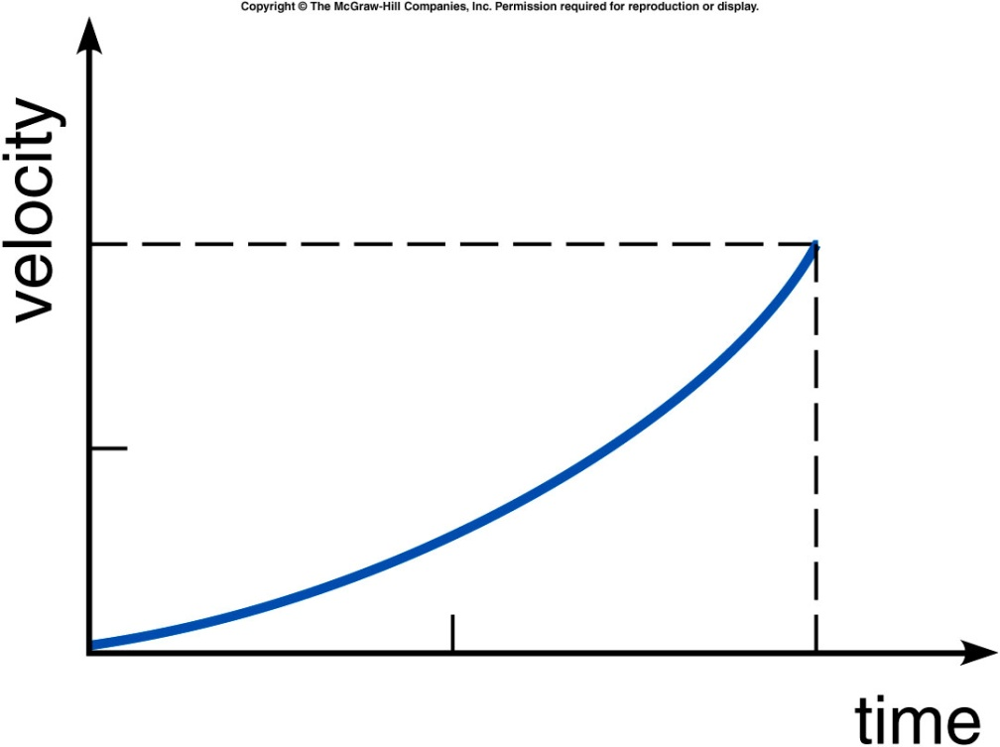 Copyright © The McGraw-Hill Companies, Inc. Permission required for reproduction or display.
velocity
time